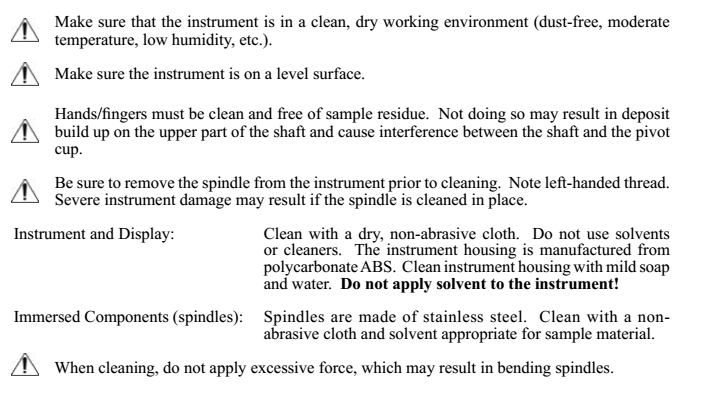 Make sure that the instrument is in a clean, dry working environment (dust-free, moderate
temperature, low humidity, etc.).
Make sure the instrument is on a level surface.
Hands/fingers must be clean and free of sample residue. Not doing so may result in deposit
build up on the upper part of the shaft and cause interference between the shaft and the pivot
cup.
Be sure to remove the spindle from the instrument prior to cleaning. Note left-handed thread.
Severe instrument damage may result if the spindle is cleaned in place.
Instrument and Display: Clean with a dry, non-abrasive cloth. Do not use solvents
or cleaners. The instrument housing is manufactured from
polycarbonate ABS. Clean instrument housing with mild soap
and water. Do not apply solvent to the instrument!
Immersed Components (spindles): Spindles are made of stainless steel. Clean with a non-
abrasive cloth and solvent appropriate for sample material.
When cleaning, do not apply excessive force, which may result in bending spindles.